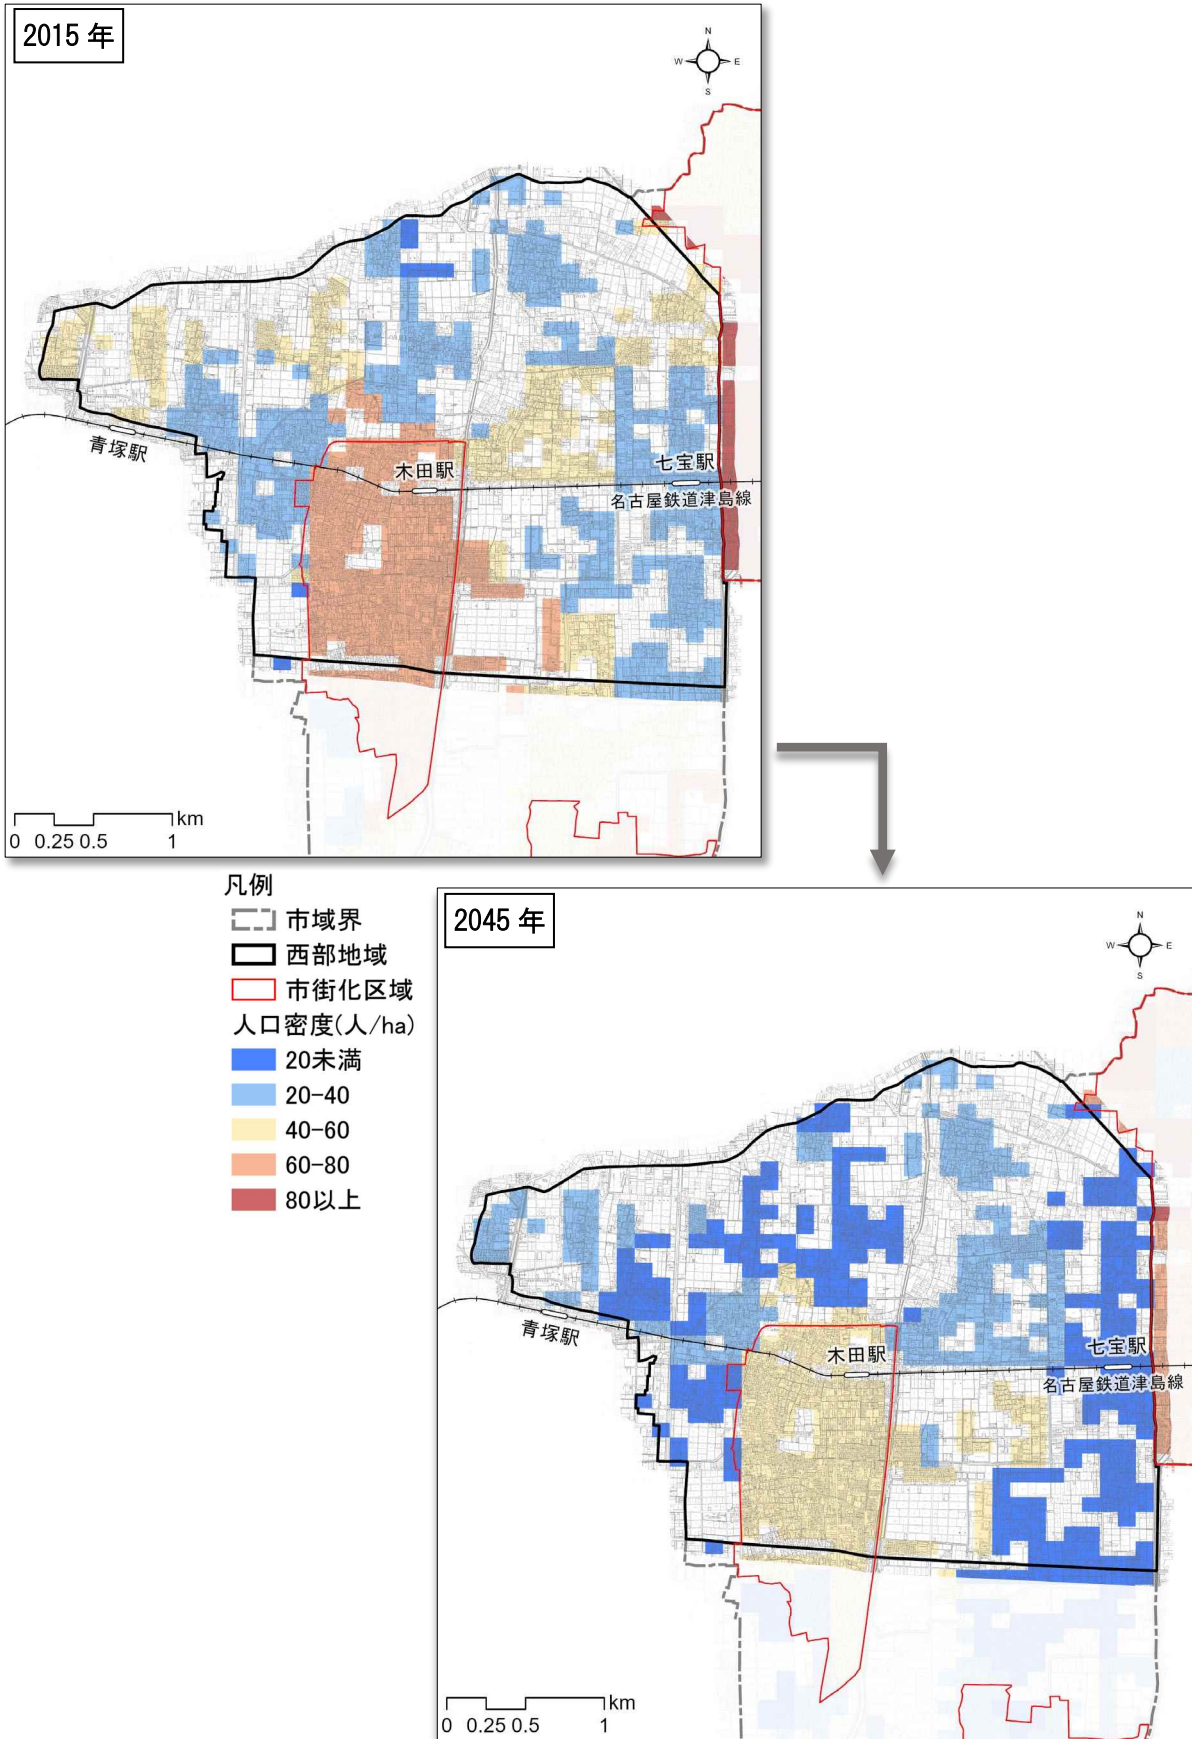 2015 年
N
W E
S
青塚駅
木田駅
七宝駅
名古屋鉄道津島線
km
0 0.25 0.5 1
凡例
市域界
西部地域
市街化区域
人口密度(人/ha)
20未満
20-40
40-60
60-80
80以上
2045 年
N
W E
S
青塚駅
木田駅
七宝駅
名古屋鉄道津島線
km
0 0.25 0.5 1